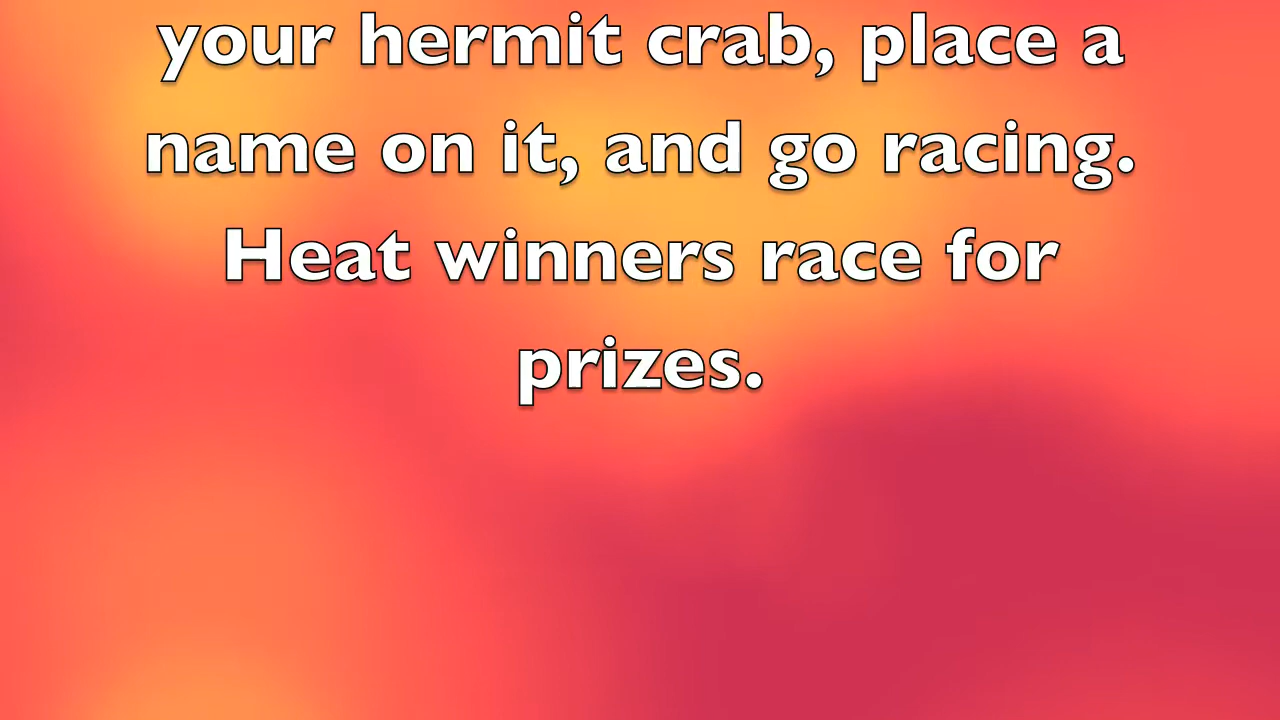 your hermit crab, place a
name on it, and go racing.
Heat winners race for
prizes.